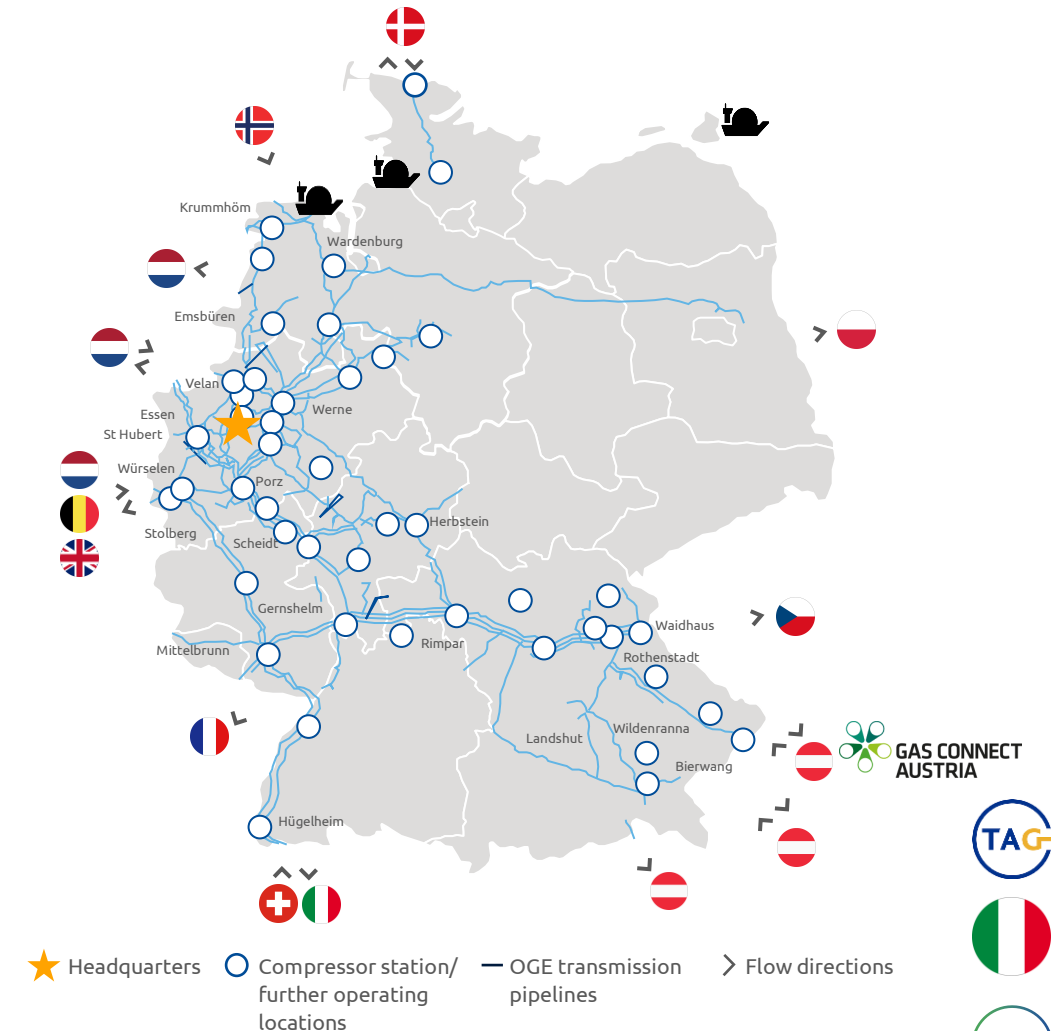 Krummhöm
Wardenburg
Emsbüren
Velan
Essen
Werne
St Hubert
Würselen
Porz
Stolberg
Scheidt
Herbstein
Gernshelm
Mittelbrunn
Rimpar
Waidhaus
Rothenstadt
Wildenranna
Landshut
Bierwang
GAS CONNECT
AUSTRIA
Hügelheim
TAG
Headquarters
Compressor station/
further operating
locations
OGE transmission
pipelines
Flow directions